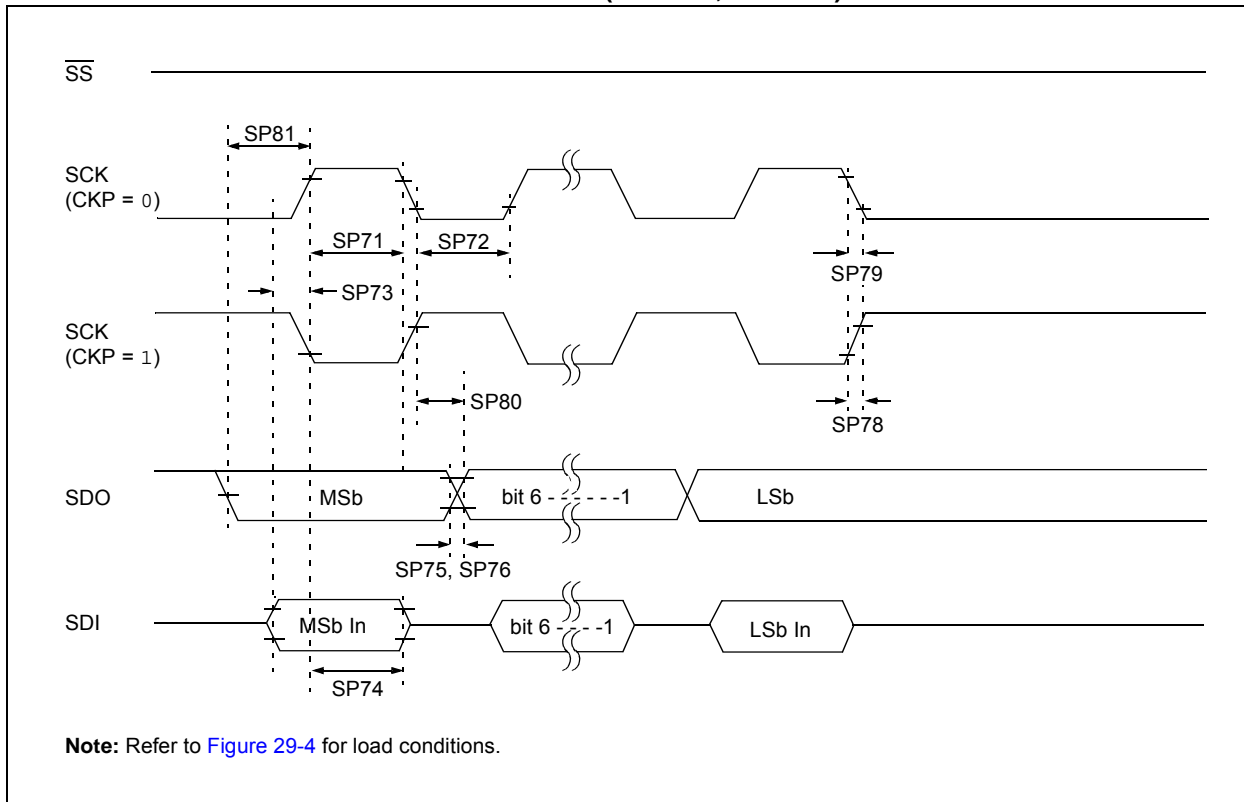 SS
SP81
SCK
(CKP = 0)
SP71
SP72
SP79
SP73
SCK
(CKP = 1)
SP80
SP78
SDO
MSb
bit 6 - - - - - -1
LSb
SP75, SP76
SDI
MSb In
bit 6 - - - -1
LSb In
SP74
Note: Refer to Figure 29-4 for load conditions.